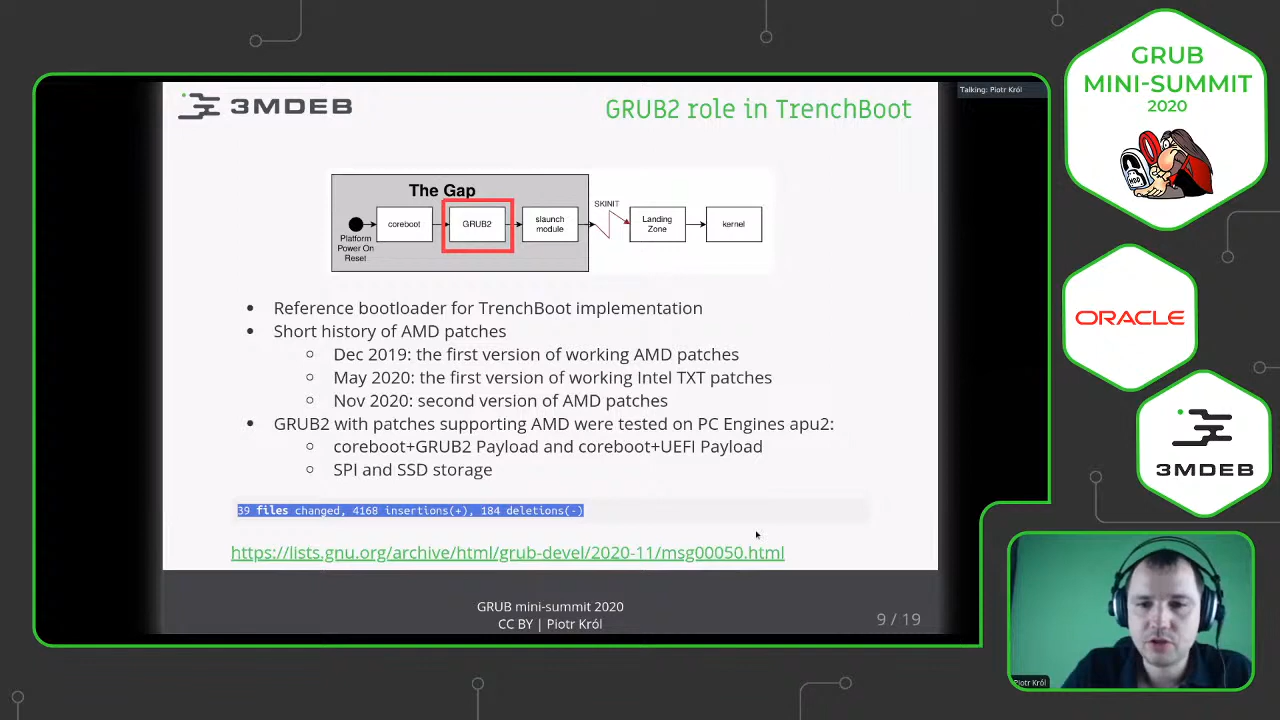 3MDEB
GRUB2 role in TrenchBoot
Talking: Piotr Król
GRUB
MINI-SUMMIT
2020
The Gap
SKINIT
coreboot
GRUB2
slaunch
module
Landing
Zone
kernel
Platform
Power On
Reset
• Reference bootloader for TrenchBoot implementation
• Short history of AMD patches
○ Dec 2019: the first version of working AMD patches
○ May 2020: the first version of working Intel TXT patches
○ Nov 2020: second version of AMD patches
• GRUB2 with patches supporting AMD were tested on PC Engines apu2:
○ coreboot+GRUB2 Payload and coreboot+UEFI Payload
○ SPI and SSD storage
39 files changed, 4168 insertions(+), 184 deletions(-)
https://lists.gnu.org/archive/html/grub-devel/2020-11/msg00050.html
GRUB mini-summit 2020
CC BY | Piotr Król
9 / 19
ORACLE
3MDEB
Piotr Król